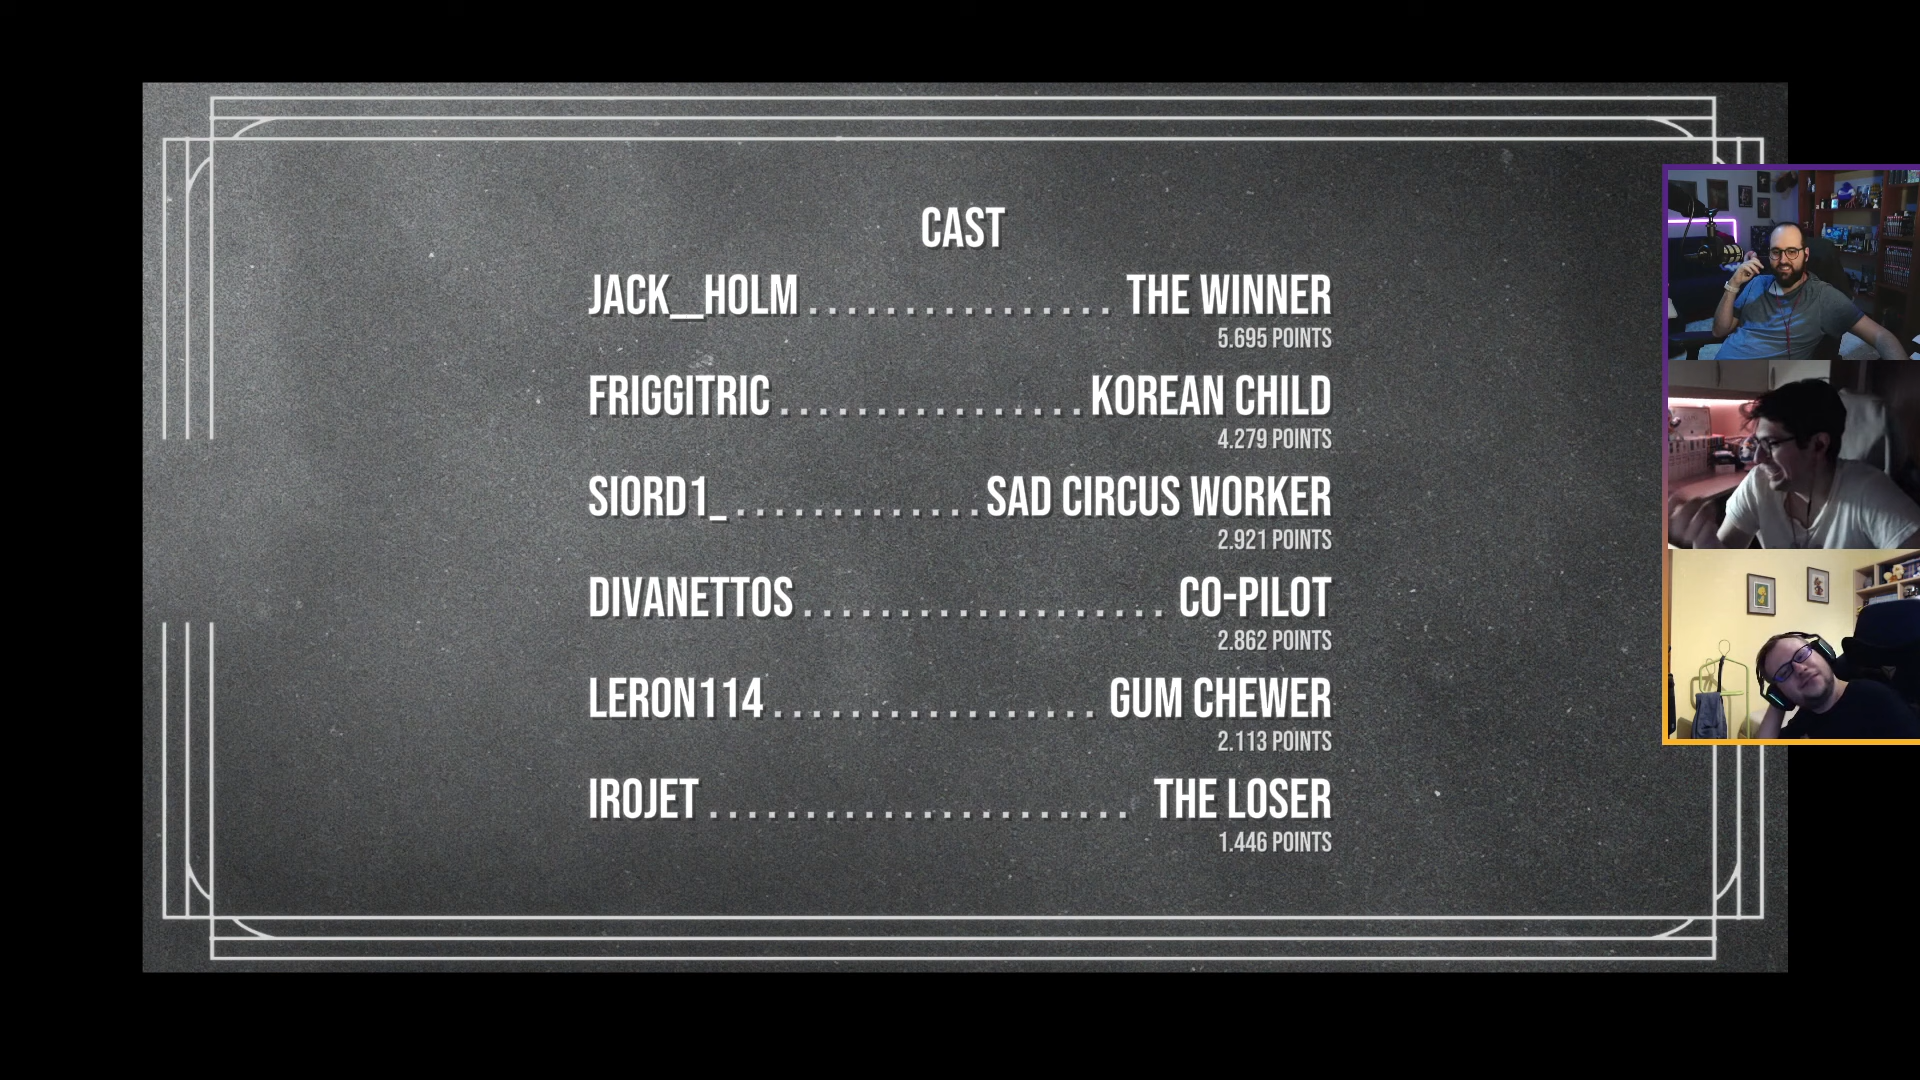 CAST
JACK__HOLM . . . . . . . . . . . . . . . . THE WINNER
5.695 POINTS
FRIGGITRIC . . . . . . . . . . . . . . . . KOREAN CHILD
4.279 POINTS
SIORD1_ . . . . . . . . . . . . . SAD CIRCUS WORKER
2.921 POINTS
DIVANETTOS . . . . . . . . . . . . . . . . . . . CO-PILOT
2.862 POINTS
LERON114 . . . . . . . . . . . . . . . . . GUM CHEWER
2.113 POINTS
IROJET . . . . . . . . . . . . . . . . . . . . . . THE LOSER
1.446 POINTS